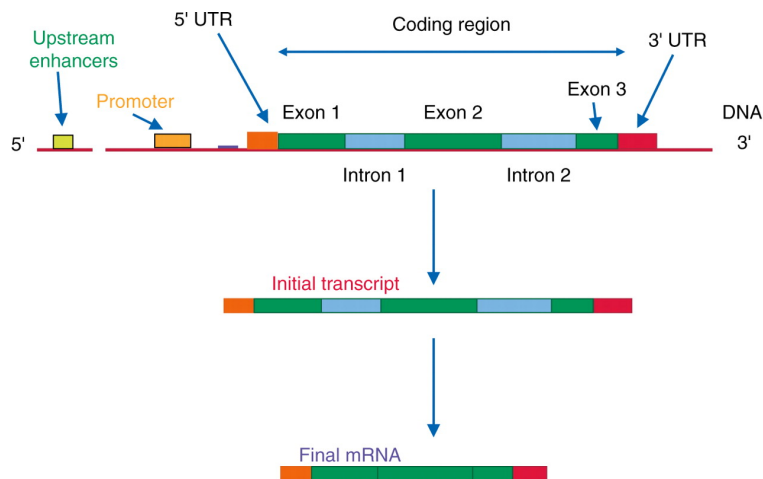 5' UTR
Coding region
Upstream
enhancers
3' UTR
Promoter
Exon 3
Exon 1
Exon 2
DNA
5'
3'
Intron 1
Intron 2
Initial transcript
Final mRNA